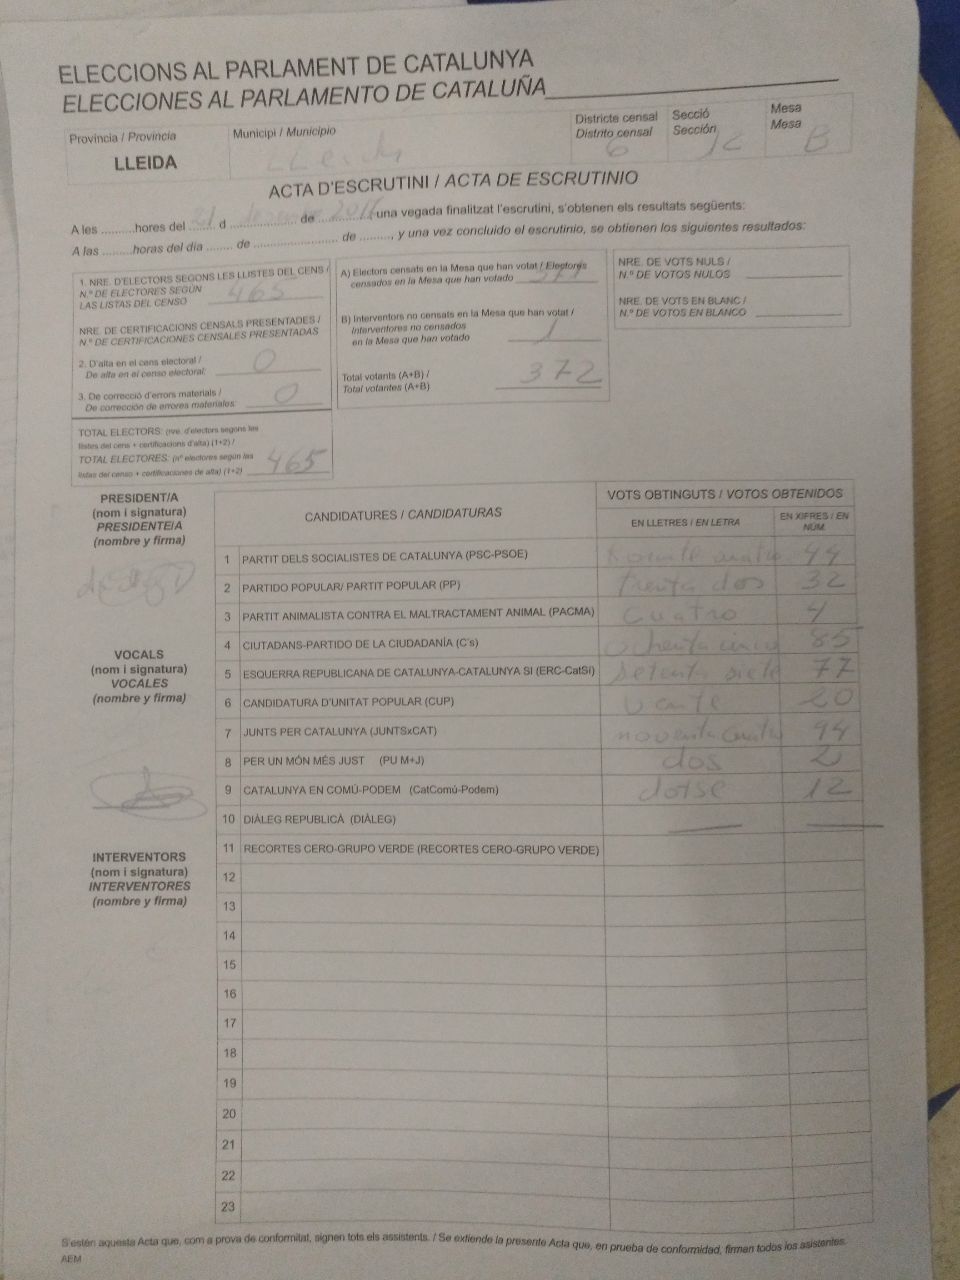 ELECCIONS AL PARLAMENT DE CATALUNYA
ELECCIONES AL PARLAMENTO DE CATALUÑA
Provincia / Provincia
LLEIDA
Municipi / Municipio
LLeida
Districte censal
Distrito censal
6
Secció
Sección
12
Mesa
Mesa
B
ACTA D'ESCRUTINI / ACTA DE ESCRUTINIO
A les ..........hores del 21 d de una vegada finalitzat l'escrutini, s'obtenen els resultats següents:
A las ..........horas del día ........ de ........................ de .........., y una vez concluido el escrutinio, se obtienen los siguientes resultados:
1. NRE. D'ELECTORS SEGONS LES LLISTES DEL CENS /
N.º DE ELECTORES SEGÚN
LAS LISTAS DEL CENSO
465
NRE. DE CERTIFICACIONS CENSALS PRESENTADES /
N.º DE CERTIFICACIONES CENSALES PRESENTADAS
2. D'alta en el cens electoral /
De alta en el censo electoral:
0
3. De correcció d'errors materials /
De corrección de errores materiales:
0
TOTAL ELECTORS: (nre. d'electors segons les
llistes del cens + certificacions d'alta) (1+2) /
TOTAL ELECTORES: (nº electores según las
listas del censo + certificaciones de alta) (1+2)
465
A) Electors censats en la Mesa que han votat / Electores
censados en la Mesa que han votado
371
B) Interventors no censats en la Mesa que han votat /
Interventores no censados
en la Mesa que han votado
1
Total votants (A+B) /
Total votantes (A+B)
372
NRE. DE VOTS NULS /
N.º DE VOTOS NULOS
NRE. DE VOTS EN BLANC /
N.º DE VOTOS EN BLANCO
PRESIDENT/A
(nom i signatura)
PRESIDENTE/A
(nombre y firma)
VOCALS
(nom i signatura)
VOCALES
(nombre y firma)
INTERVENTORS
(nom i signatura)
INTERVENTORES
(nombre y firma)
CANDIDATURES / CANDIDATURAS
VOTS OBTINGUTS / VOTOS OBTENIDOS
EN LLETRES / EN LETRA
EN XIFRES / EN NÚM.
1 PARTIT DELS SOCIALISTES DE CATALUNYA (PSC-PSOE) cuatro 44
2 PARTIDO POPULAR/ PARTIT POPULAR (PP) trenta dos 32
3 PARTIT ANIMALISTA CONTRA EL MALTRACTAMENT ANIMAL (PACMA) cuatro 4
4 CIUTADANS-PARTIDO DE LA CIUDADANÍA (C's) ochenta cinco 85
5 ESQUERRA REPUBLICANA DE CATALUNYA-CATALUNYA SI (ERC-CatSí) setenta siete 77
6 CANDIDATURA D'UNITAT POPULAR (CUP) 20
7 JUNTS PER CATALUNYA (JUNTSxCAT) noventa cuatro 94
8 PER UN MÓN MÉS JUST (PU M+J) dos 2
9 CATALUNYA EN COMÚ-PODEM (CatComú-Podem) dotse 12
10 DIÀLEG REPUBLICÀ (DIÀLEG)
11 RECORTES CERO-GRUPO VERDE (RECORTES CERO-GRUPO VERDE)
12
13
14
15
16
17
18
19
20
21
22
23
S'estén aquesta Acta que, com a prova de conformitat, signen tots els assistents. / Se extiende la presente Acta que, en prueba de conformidad, firman todos los asistentes.
AEM